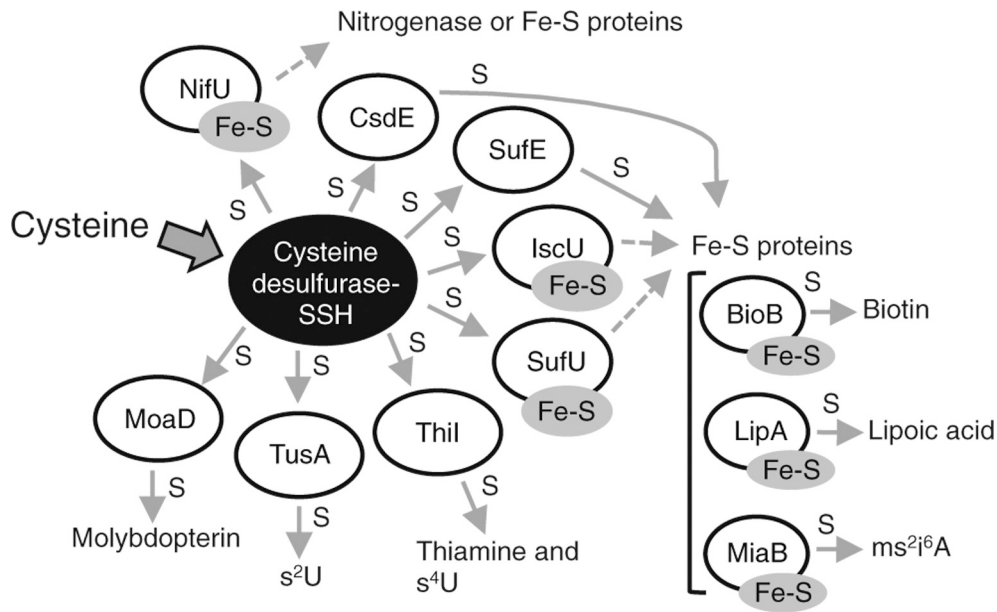 Nitrogenase or Fe-S proteins
NifU
Fe-S
CsdE
S
SufE
S
S
S
S
Cysteine
Cysteine
desulfurase-
SSH
S
IscU
Fe-S
Fe-S proteins
S
SufU
Fe-S
BioB
Fe-S
S
Biotin
S
S
S
MoaD
TusA
ThiI
LipA
Fe-S
S
Lipoic acid
S
S
S
Molybdopterin
s²U
Thiamine and
s⁴U
MiaB
Fe-S
S
ms²i⁶A